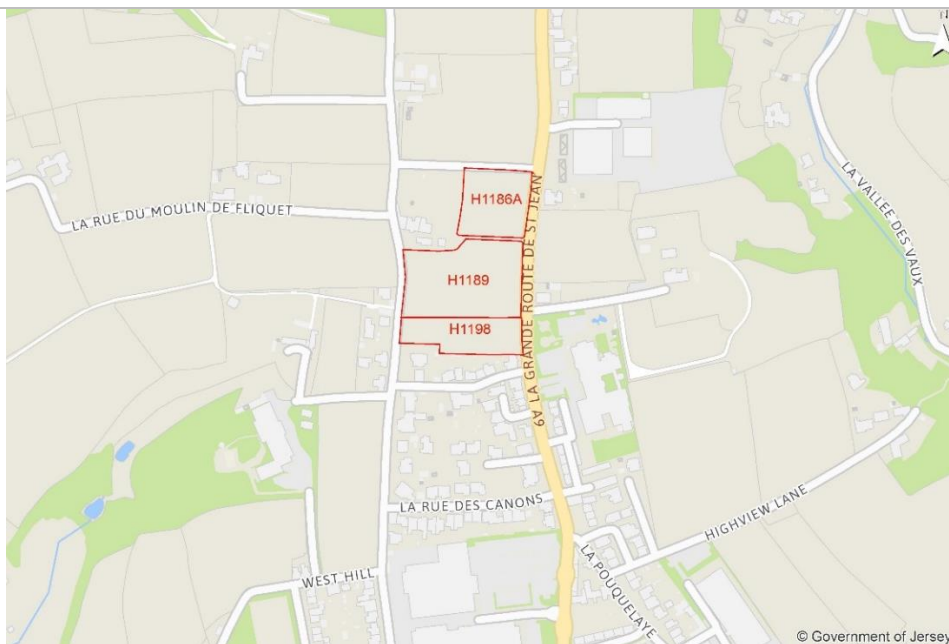 H1186A
LA RUE DU MOULIN DE FLIQUET
LA VALLEE DES VAUX
H1189
A9 LA GRANDE ROUTE DE ST JEAN
H1198
LA RUE DES CANONS
HIGHVIEW LANE
LA POUQUELAYE
WEST HILL
© Government of Jersey